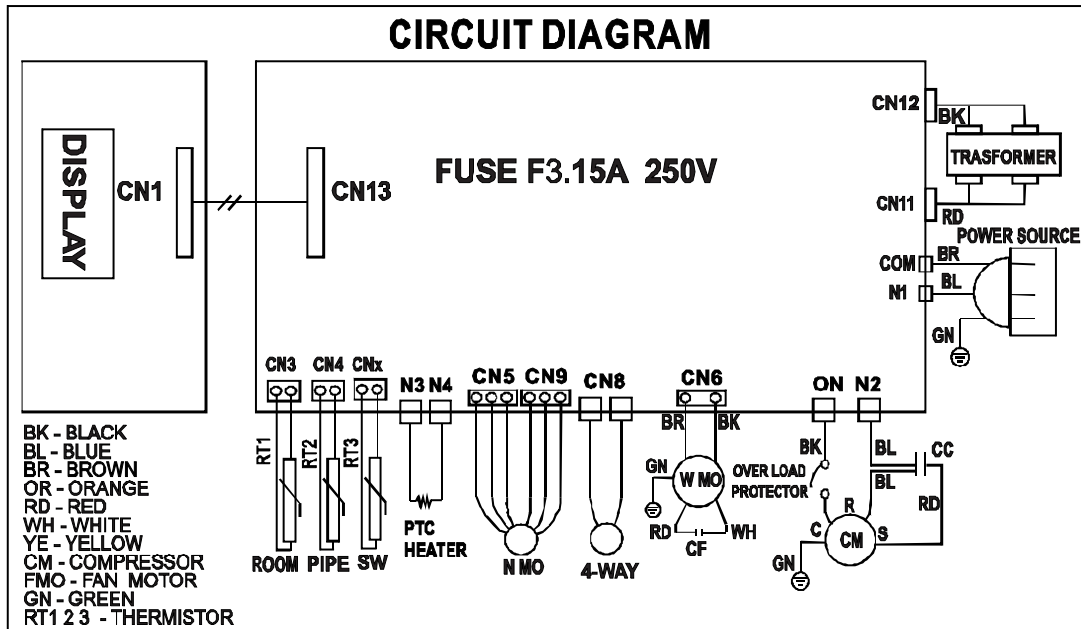 CIRCUIT DIAGRAM
DISPLAY
CN1
CN13
FUSE F3.15A 250V
CN12
BK
TRASFORMER
CN11
RD
POWER SOURCE
COM
BR
N1
BL
GN
CN3 CN4 CNx
N3 N4
CN5 CN9
CN8
CN6
ON N2
RT1
RT2
RT3
ROOM PIPE SW
PTC
HEATER
N MO
4-WAY
BR
BK
GN
W MO
RD
WH
CF
OVER LOAD
PROTECTOR
BK
BL
BL
CC
RD
R
C
S
CM
GN
BK - BLACK
BL - BLUE
BR - BROWN
OR - ORANGE
RD - RED
WH - WHITE
YE - YELLOW
CM - COMPRESSOR
FMO - FAN MOTOR
GN - GREEN
RT1 2 3 - THERMISTOR